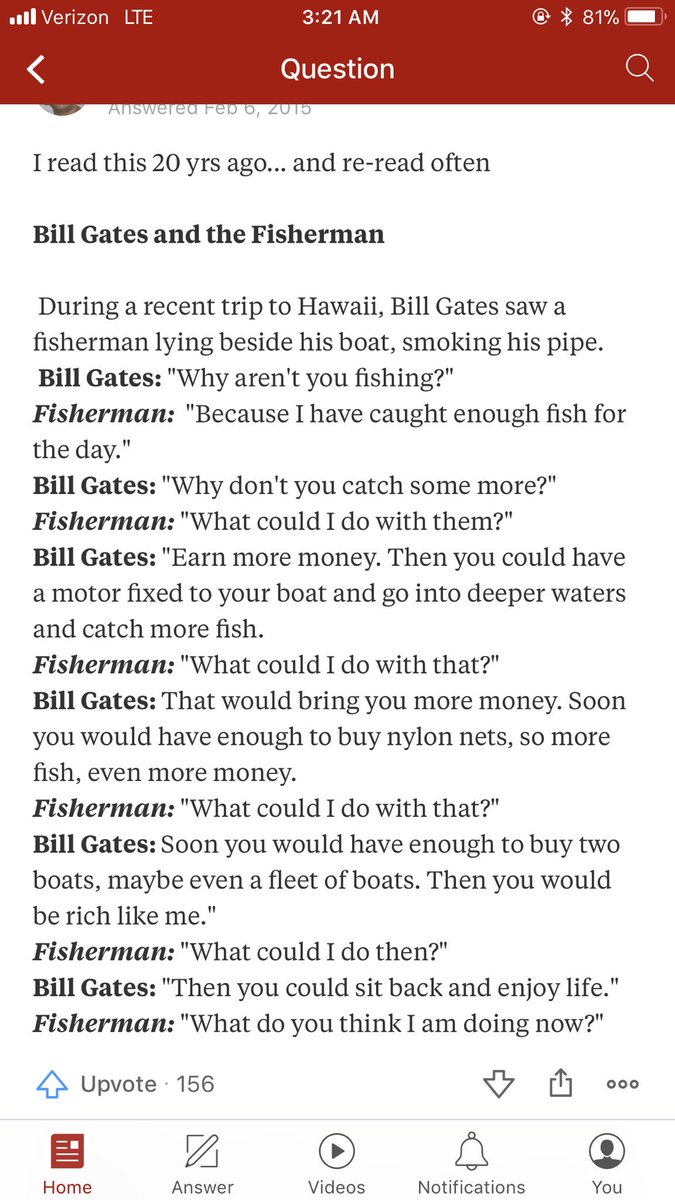 Verizon LTE 3:21 AM 81%
Question
Answered Feb 6, 2015
I read this 20 yrs ago... and re-read often
Bill Gates and the Fisherman
During a recent trip to Hawaii, Bill Gates saw a
fisherman lying beside his boat, smoking his pipe.
Bill Gates: "Why aren't you fishing?"
Fisherman: "Because I have caught enough fish for
the day."
Bill Gates: "Why don't you catch some more?"
Fisherman: "What could I do with them?"
Bill Gates: "Earn more money. Then you could have
a motor fixed to your boat and go into deeper waters
and catch more fish.
Fisherman: "What could I do with that?"
Bill Gates: That would bring you more money. Soon
you would have enough to buy nylon nets, so more
fish, even more money.
Fisherman: "What could I do with that?"
Bill Gates: Soon you would have enough to buy two
boats, maybe even a fleet of boats. Then you would
be rich like me."
Fisherman: "What could I do then?"
Bill Gates: "Then you could sit back and enjoy life."
Fisherman: "What do you think I am doing now?"
Upvote · 156
Home Answer Videos Notifications You